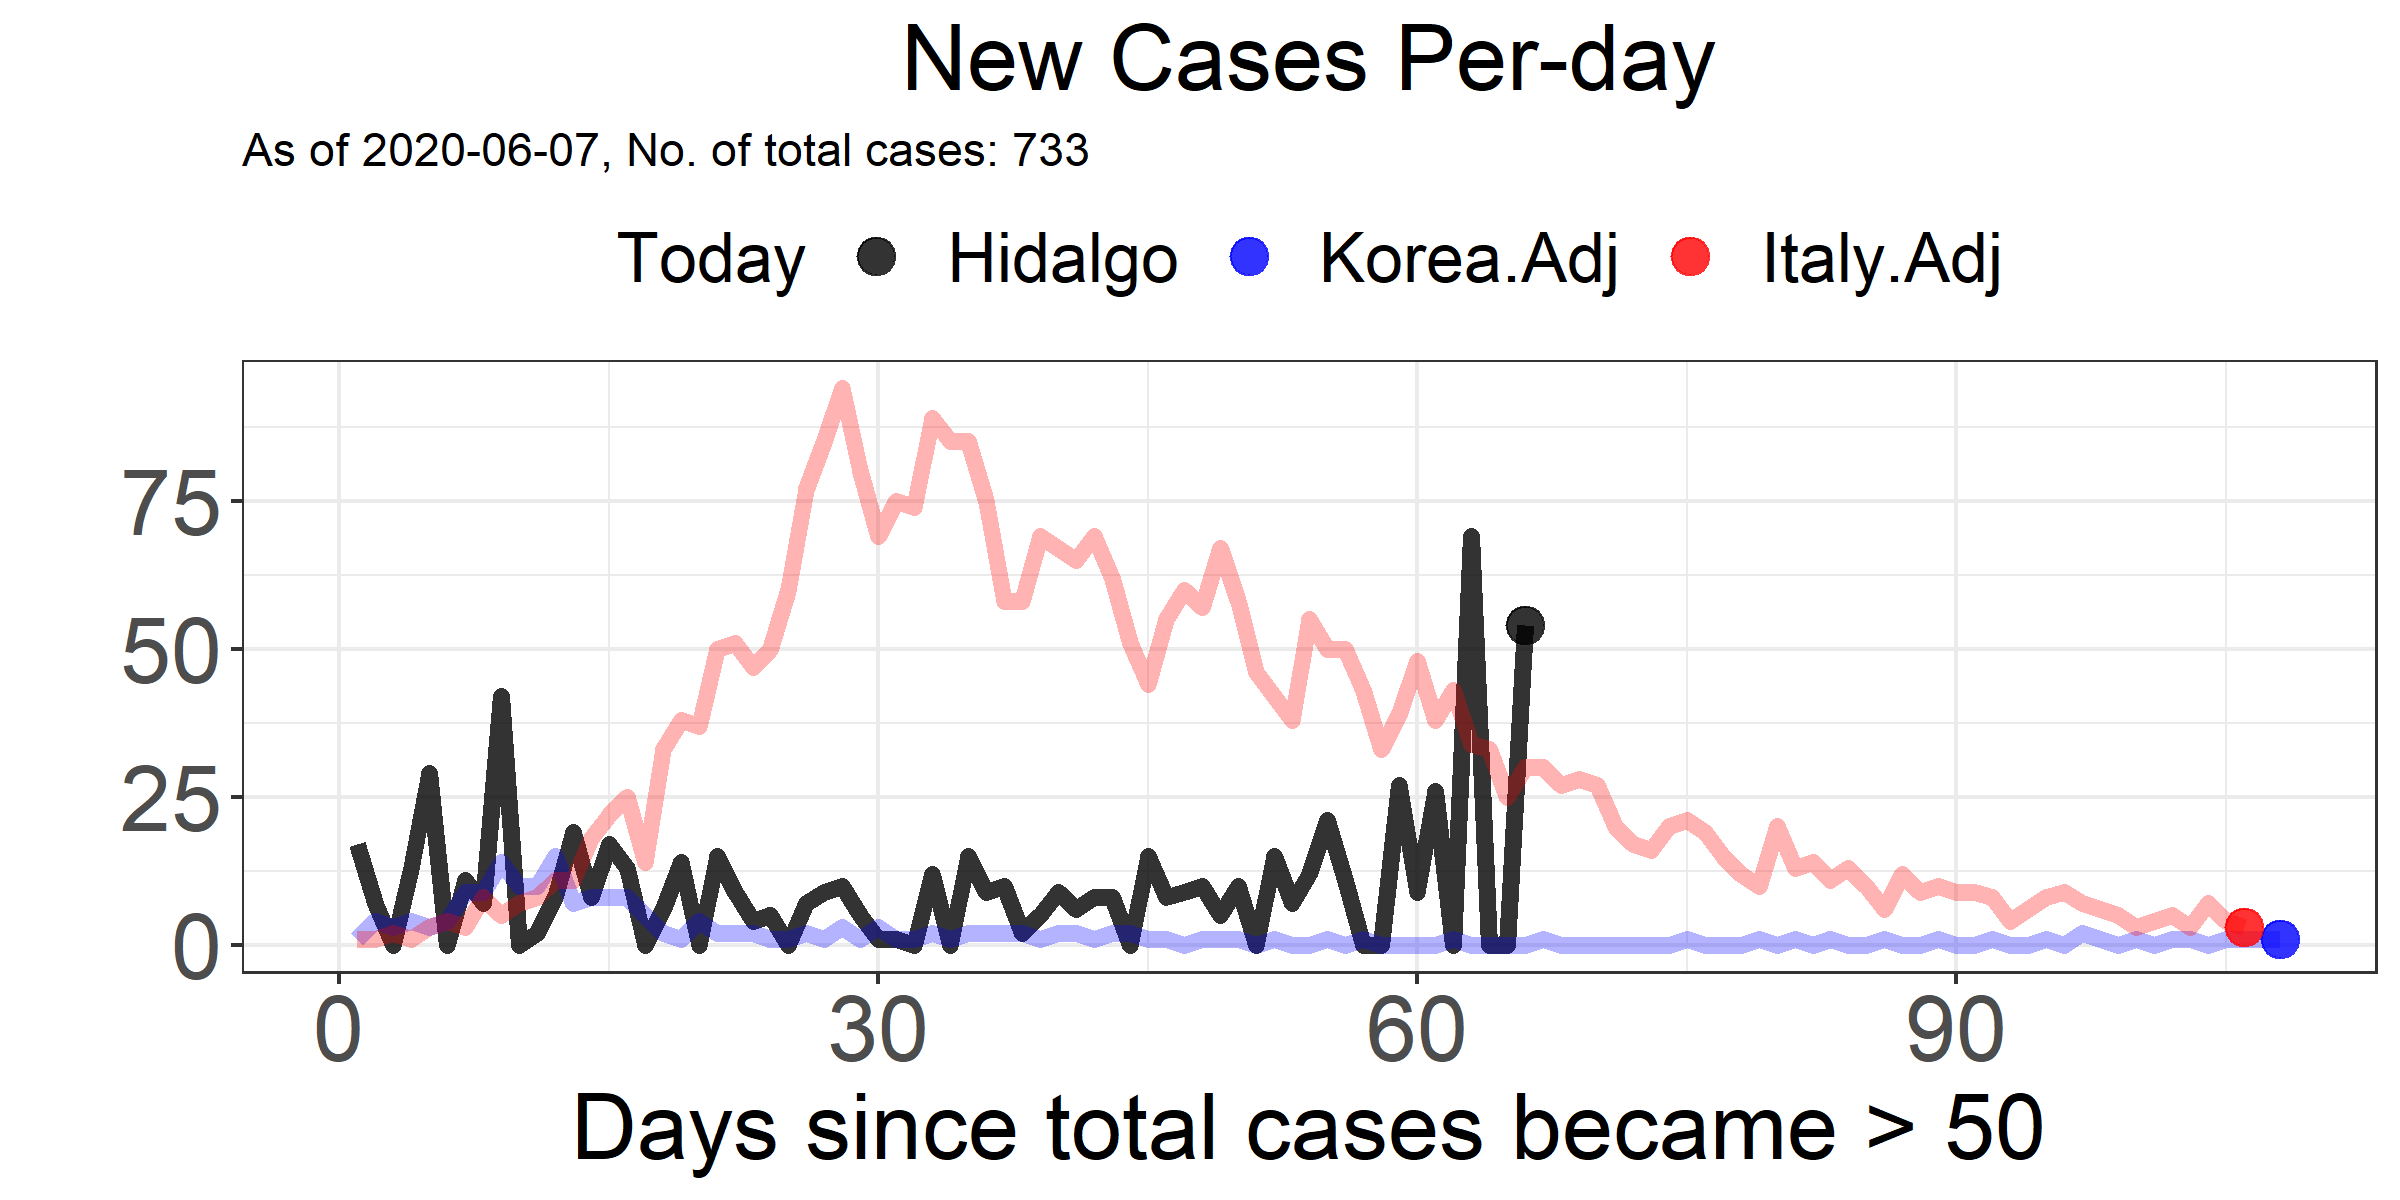 New Cases Per-day
As of 2020-06-07, No. of total cases: 733
Today Hidalgo Korea.Adj Italy.Adj
75
50
25
0
0 30 60 90
Days since total cases became > 50